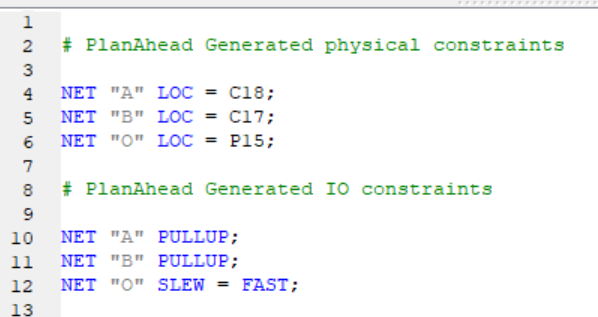 1
2 # PlanAhead Generated physical constraints
3
4 NET "A" LOC = C18;
5 NET "B" LOC = C17;
6 NET "O" LOC = P15;
7
8 # PlanAhead Generated IO constraints
9
10 NET "A" PULLUP;
11 NET "B" PULLUP;
12 NET "O" SLEW = FAST;
13